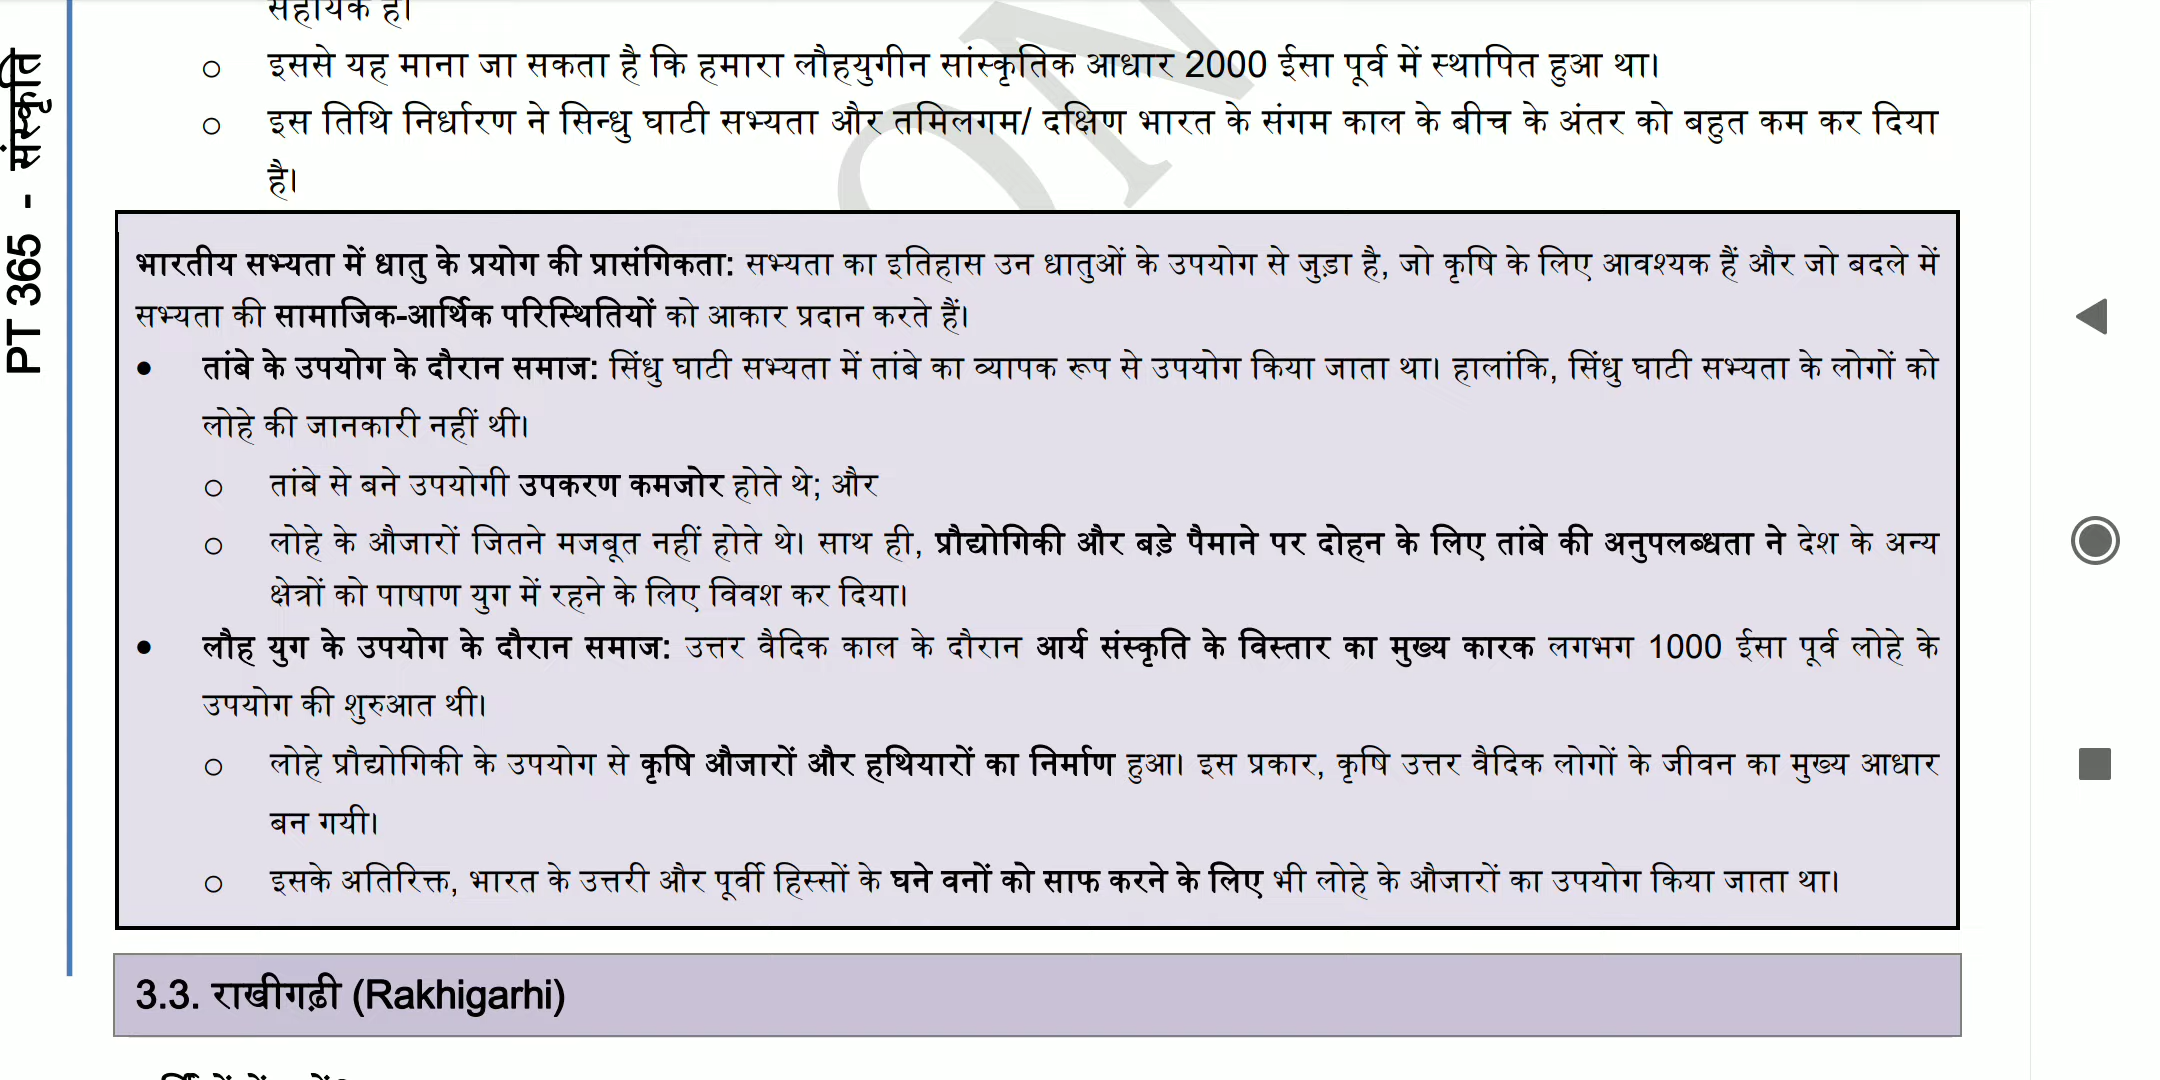 सहायक है।
○ इससे यह माना जा सकता है कि हमारा लौहयुगीन सांस्कृतिक आधार 2000 ईसा पूर्व में स्थापित हुआ था।
○ इस तिथि निर्धारण ने सिन्धु घाटी सभ्यता और तमिलगम/ दक्षिण भारत के संगम काल के बीच के अंतर को बहुत कम कर दिया
है।
PT 365 - संस्कृति
भारतीय सभ्यता में धातु के प्रयोग की प्रासंगिकता: सभ्यता का इतिहास उन धातुओं के उपयोग से जुड़ा है, जो कृषि के लिए आवश्यक हैं और जो बदले में
सभ्यता की सामाजिक-आर्थिक परिस्थितियों को आकार प्रदान करते हैं।
● तांबे के उपयोग के दौरान समाज: सिंधु घाटी सभ्यता में तांबे का व्यापक रूप से उपयोग किया जाता था। हालांकि, सिंधु घाटी सभ्यता के लोगों को
लोहे की जानकारी नहीं थी।
○ तांबे से बने उपयोगी उपकरण कमजोर होते थे; और
○ लोहे के औजारों जितने मजबूत नहीं होते थे। साथ ही, प्रौद्योगिकी और बड़े पैमाने पर दोहन के लिए तांबे की अनुपलब्धता ने देश के अन्य
क्षेत्रों को पाषाण युग में रहने के लिए विवश कर दिया।
● लौह युग के उपयोग के दौरान समाज: उत्तर वैदिक काल के दौरान आर्य संस्कृति के विस्तार का मुख्य कारक लगभग 1000 ईसा पूर्व लोहे के
उपयोग की शुरुआत थी।
○ लोहे प्रौद्योगिकी के उपयोग से कृषि औजारों और हथियारों का निर्माण हुआ। इस प्रकार, कृषि उत्तर वैदिक लोगों के जीवन का मुख्य आधार
बन गयी।
○ इसके अतिरिक्त, भारत के उत्तरी और पूर्वी हिस्सों के घने वनों को साफ करने के लिए भी लोहे के औजारों का उपयोग किया जाता था।
3.3. राखीगढ़ी (Rakhigarhi)